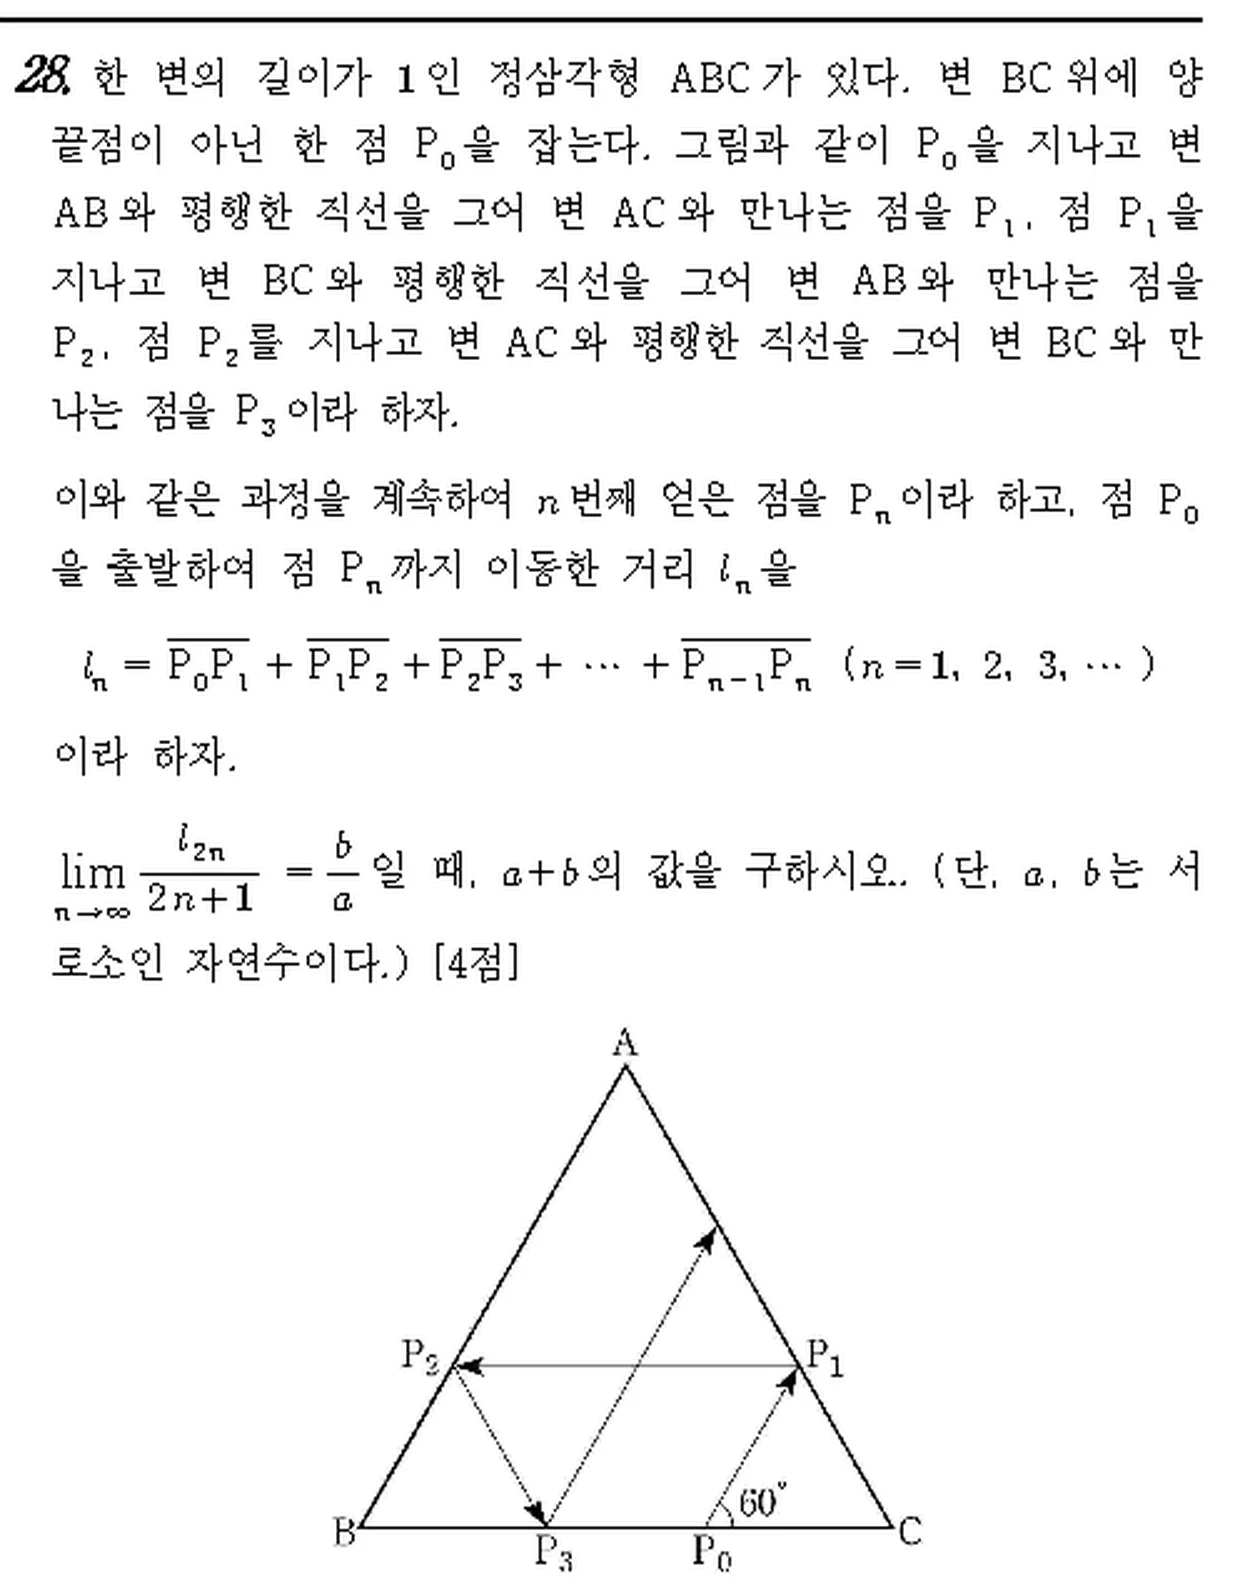 28. 한 변의 길이가 1인 정삼각형 ABC가 있다. 변 BC위에 양
끝점이 아닌 한 점 P₀을 잡는다. 그림과 같이 P₀을 지나고 변
AB와 평행한 직선을 그어 변 AC와 만나는 점을 P₁, 점 P₁을
지나고 변 BC와 평행한 직선을 그어 변 AB와 만나는 점을
P₂, 점 P₂를 지나고 변 AC와 평행한 직선을 그어 변 BC와 만
나는 점을 P₃이라 하자.
이와 같은 과정을 계속하여 n번째 얻은 점을 Pₙ이라 하고, 점 P₀
을 출발하여 점 Pₙ까지 이동한 거리 lₙ을
lₙ = P₀P₁ + P₁P₂ + P₂P₃ + ⋯ + Pₙ₋₁Pₙ (n=1, 2, 3, ⋯ )
이라 하자.
lim n→∞ l₂ₙ/2n+1 = b/a 일 때, a+b의 값을 구하시오.. (단, a, b는 서
로소인 자연수이다.) [4점]
A
P₂ P₁
60°
B C
P₃ P₀